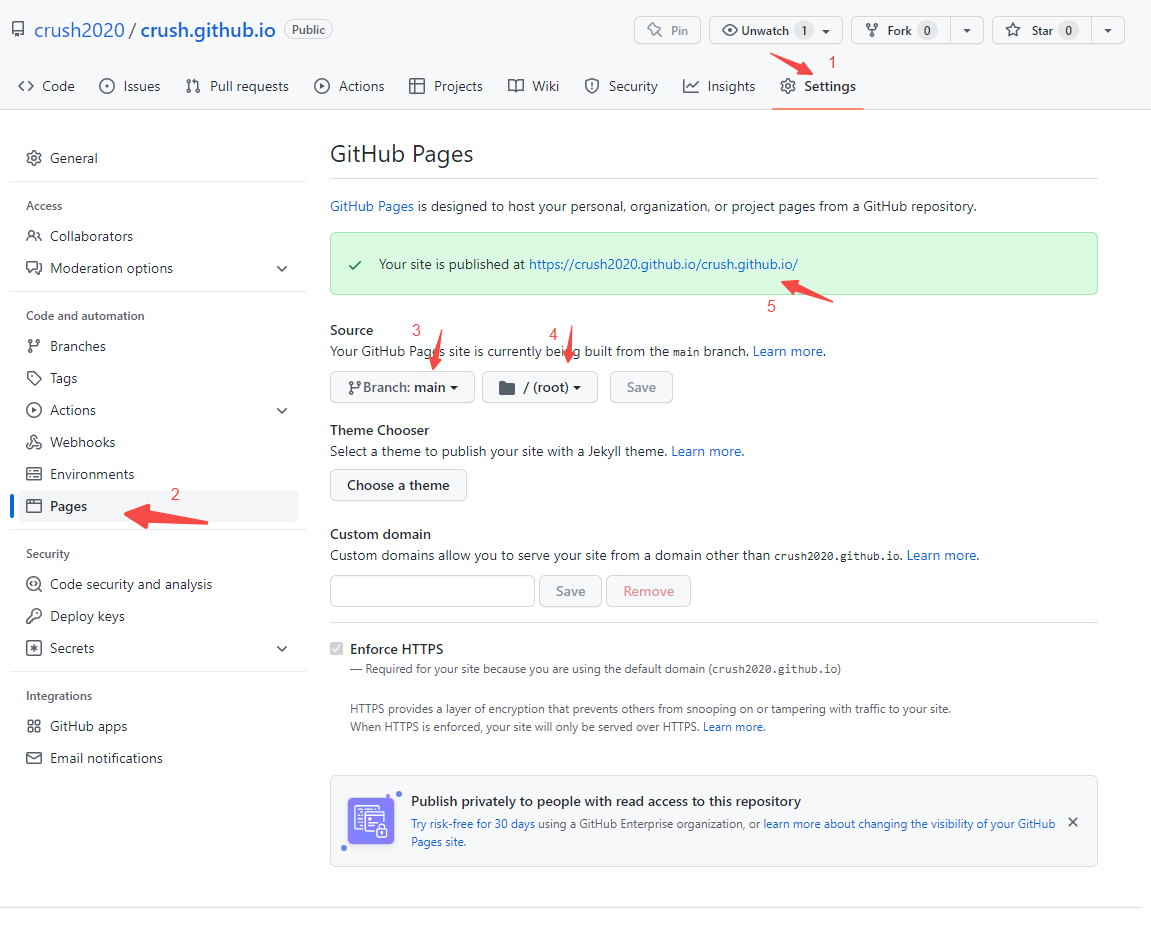 crush2020 / crush.github.io Public
Pin Unwatch 1 Fork 0 Star 0
1
Code Issues Pull requests Actions Projects Wiki Security Insights Settings
General
Access
Collaborators
Moderation options
Code and automation
Branches
Tags
Actions
Webhooks
Environments
Pages
2
Security
Code security and analysis
Deploy keys
Secrets
Integrations
GitHub apps
Email notifications
GitHub Pages
GitHub Pages is designed to host your personal, organization, or project pages from a GitHub repository.
Your site is published at https://crush2020.github.io/crush.github.io/
5
Source
3
4
Your GitHub Pages site is currently being built from the main branch. Learn more.
Branch: main / (root) Save
Theme Chooser
Select a theme to publish your site with a Jekyll theme. Learn more.
Choose a theme
Custom domain
Custom domains allow you to serve your site from a domain other than crush2020.github.io. Learn more.
Save Remove
Enforce HTTPS
— Required for your site because you are using the default domain (crush2020.github.io)
HTTPS provides a layer of encryption that prevents others from snooping on or tampering with traffic to your site.
When HTTPS is enforced, your site will only be served over HTTPS. Learn more.
Publish privately to people with read access to this repository
Try risk-free for 30 days using a GitHub Enterprise organization, or learn more about changing the visibility of your GitHub
Pages site.